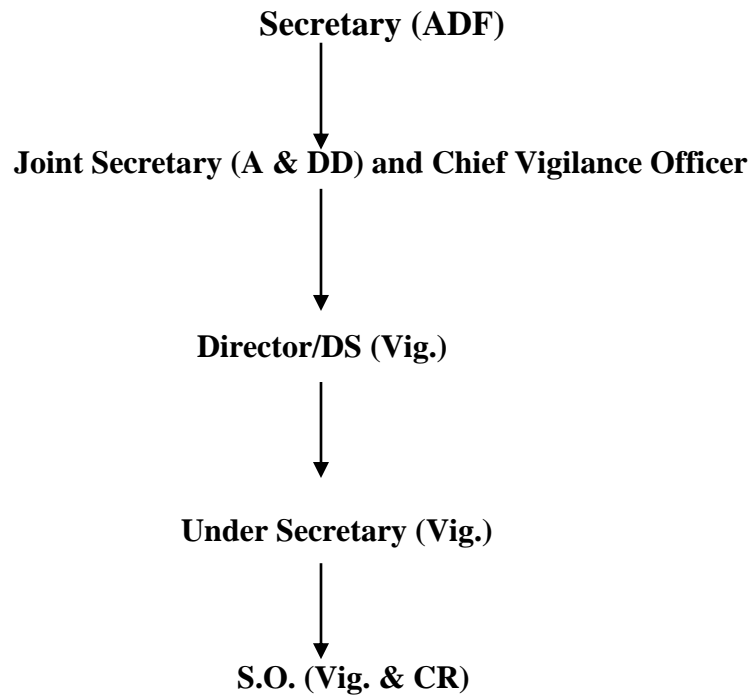 Secretary (ADF)
Joint Secretary (A & DD) and Chief Vigilance Officer
Director/DS (Vig.)
Under Secretary (Vig.)
S.O. (Vig. & CR)